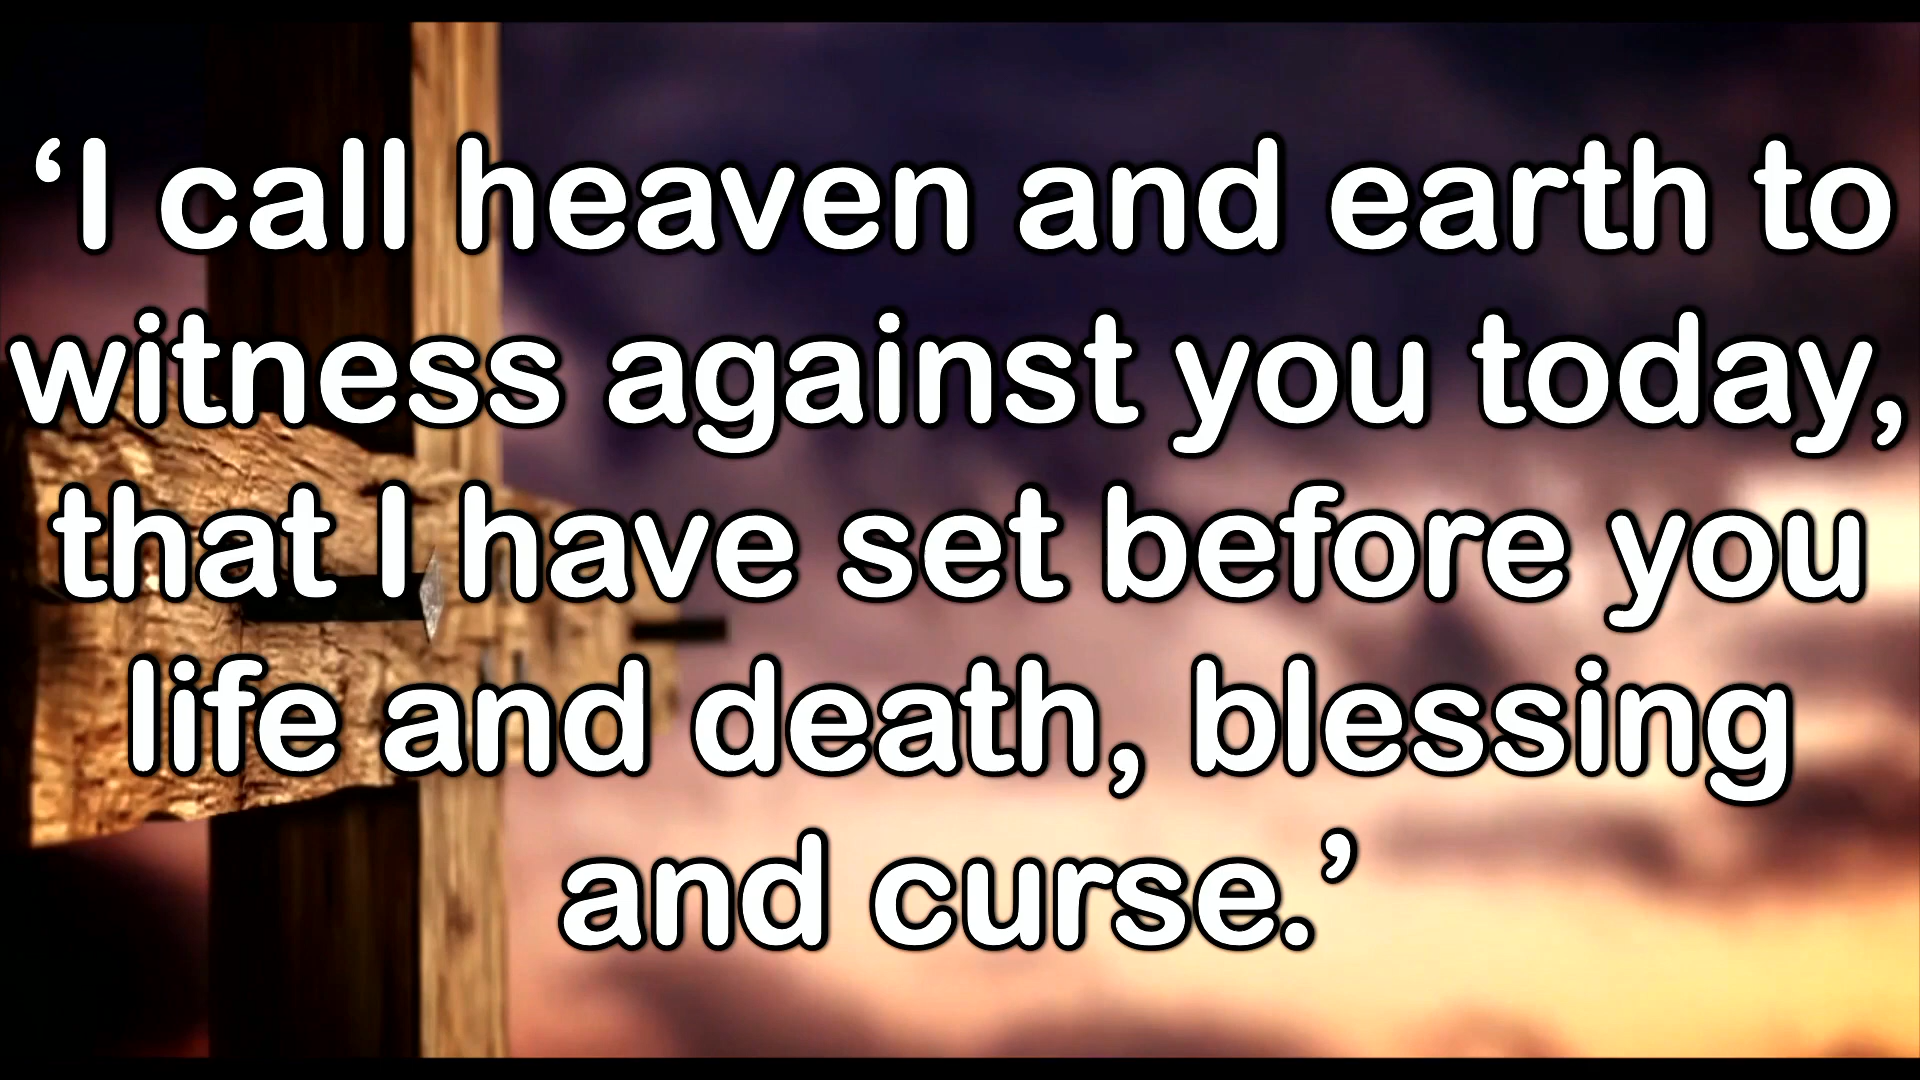 ‘I call heaven and earth to
witness against you today,
that I have set before you
life and death, blessing
and curse.’